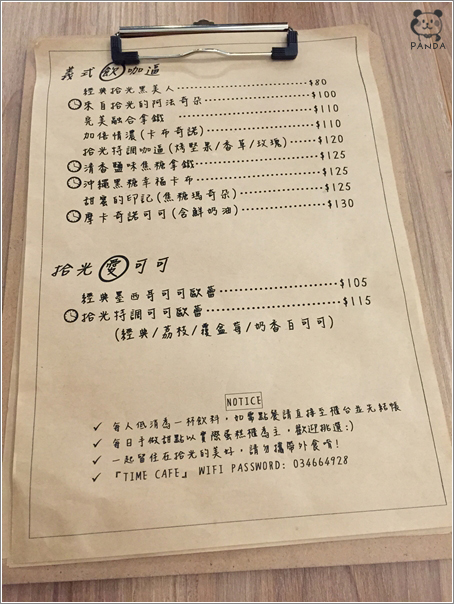 PANDA
義式飲咖逼
經典拾光黑美人 $80
來自拾光的阿法奇朵 $100
完美融合拿鐵 $110
加倍情濃(卡布奇諾) $110
拾光特調咖逼(烤堅果/香草/玫瑰) $120
清香鹽味焦糖拿鐵 $125
沖繩黑糖幸福卡布 $125
甜蜜的印記(焦糖瑪奇朵) $125
摩卡奇諾可可(含鮮奶油) $130
拾光愛可可
經典墨西哥可可歐蕾 $105
拾光特調可可歐蕾 $115
(經典/荔枝/覆盆莓/奶香白可可)
NOTICE
✓ 每人低消為一杯飲料，如需點餐請直接至櫃台並先結帳
✓ 每日手做甜點以實際蛋糕櫃為主，歡迎挑選:)
✓ 一起留住在拾光的美好，請勿攜帶外食唷!
✓ 『TIME CAFE』 WIFI PASSWORD: 034664928